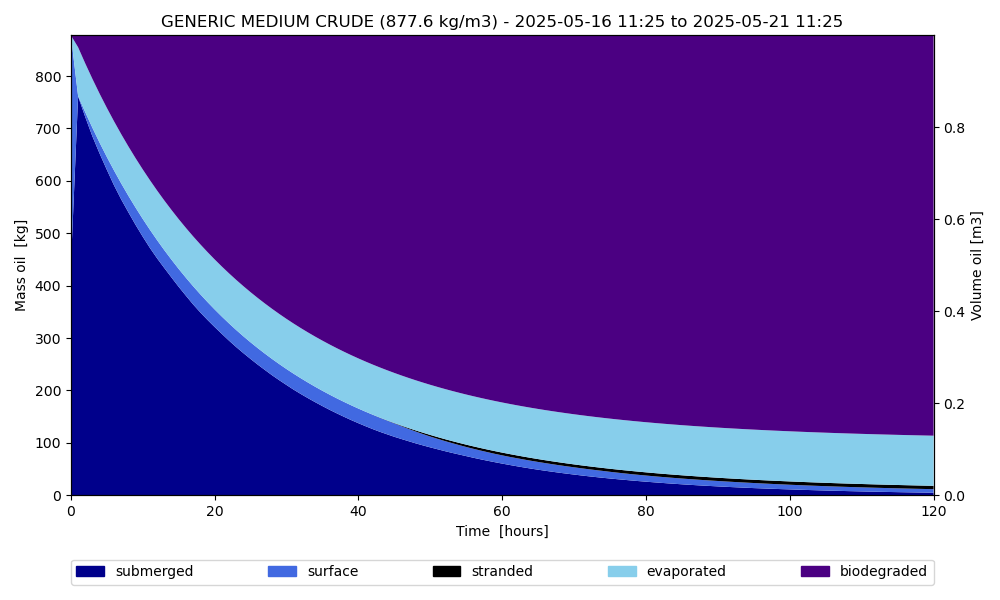 GENERIC MEDIUM CRUDE (877.6 kg/m3) - 2025-05-16 11:25 to 2025-05-21 11:25
800
700
600
500
400
300
200
100
0
Mass oil [kg]
0.8
0.6
0.4
0.2
0.0
Volume oil [m3]
0 20 40 60 80 100 120
Time [hours]
submerged surface stranded evaporated biodegraded